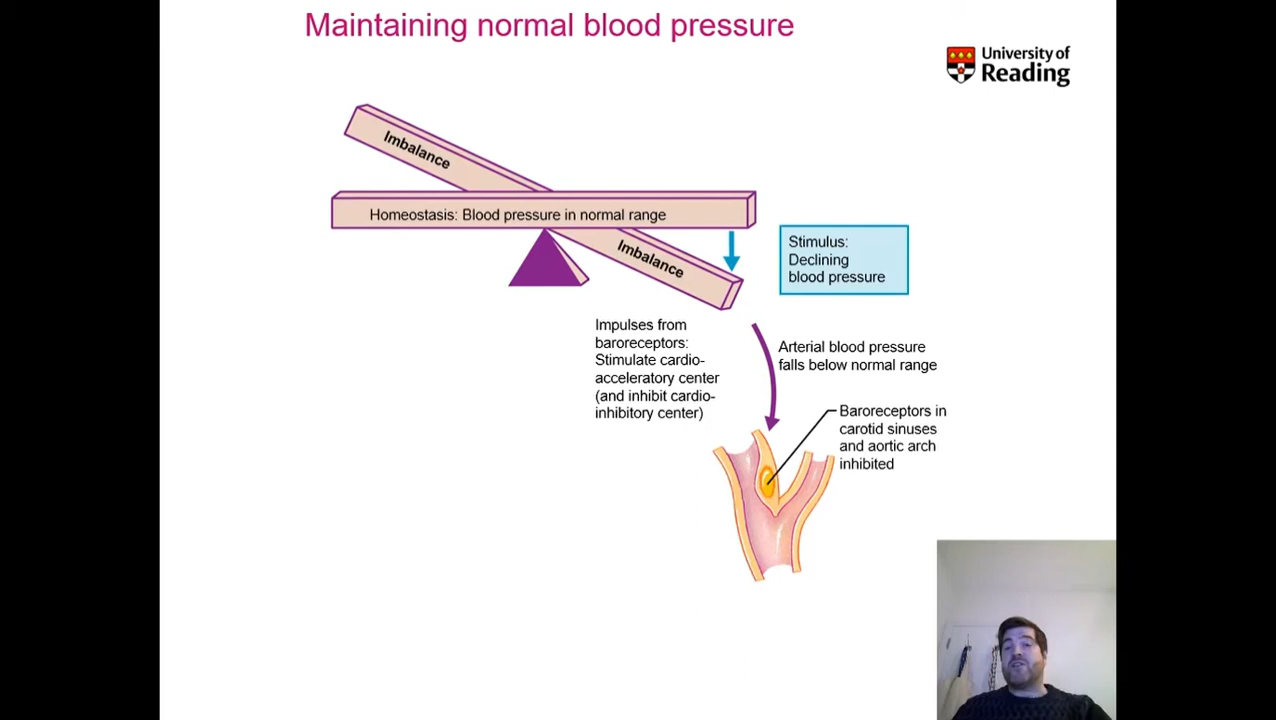 Maintaining normal blood pressure
University of
Reading
Imbalance
Homeostasis: Blood pressure in normal range
Imbalance
Stimulus:
Declining
blood pressure
Impulses from
baroreceptors:
Stimulate cardio-
acceleratory center
(and inhibit cardio-
inhibitory center)
Arterial blood pressure
falls below normal range
Baroreceptors in
carotid sinuses
and aortic arch
inhibited